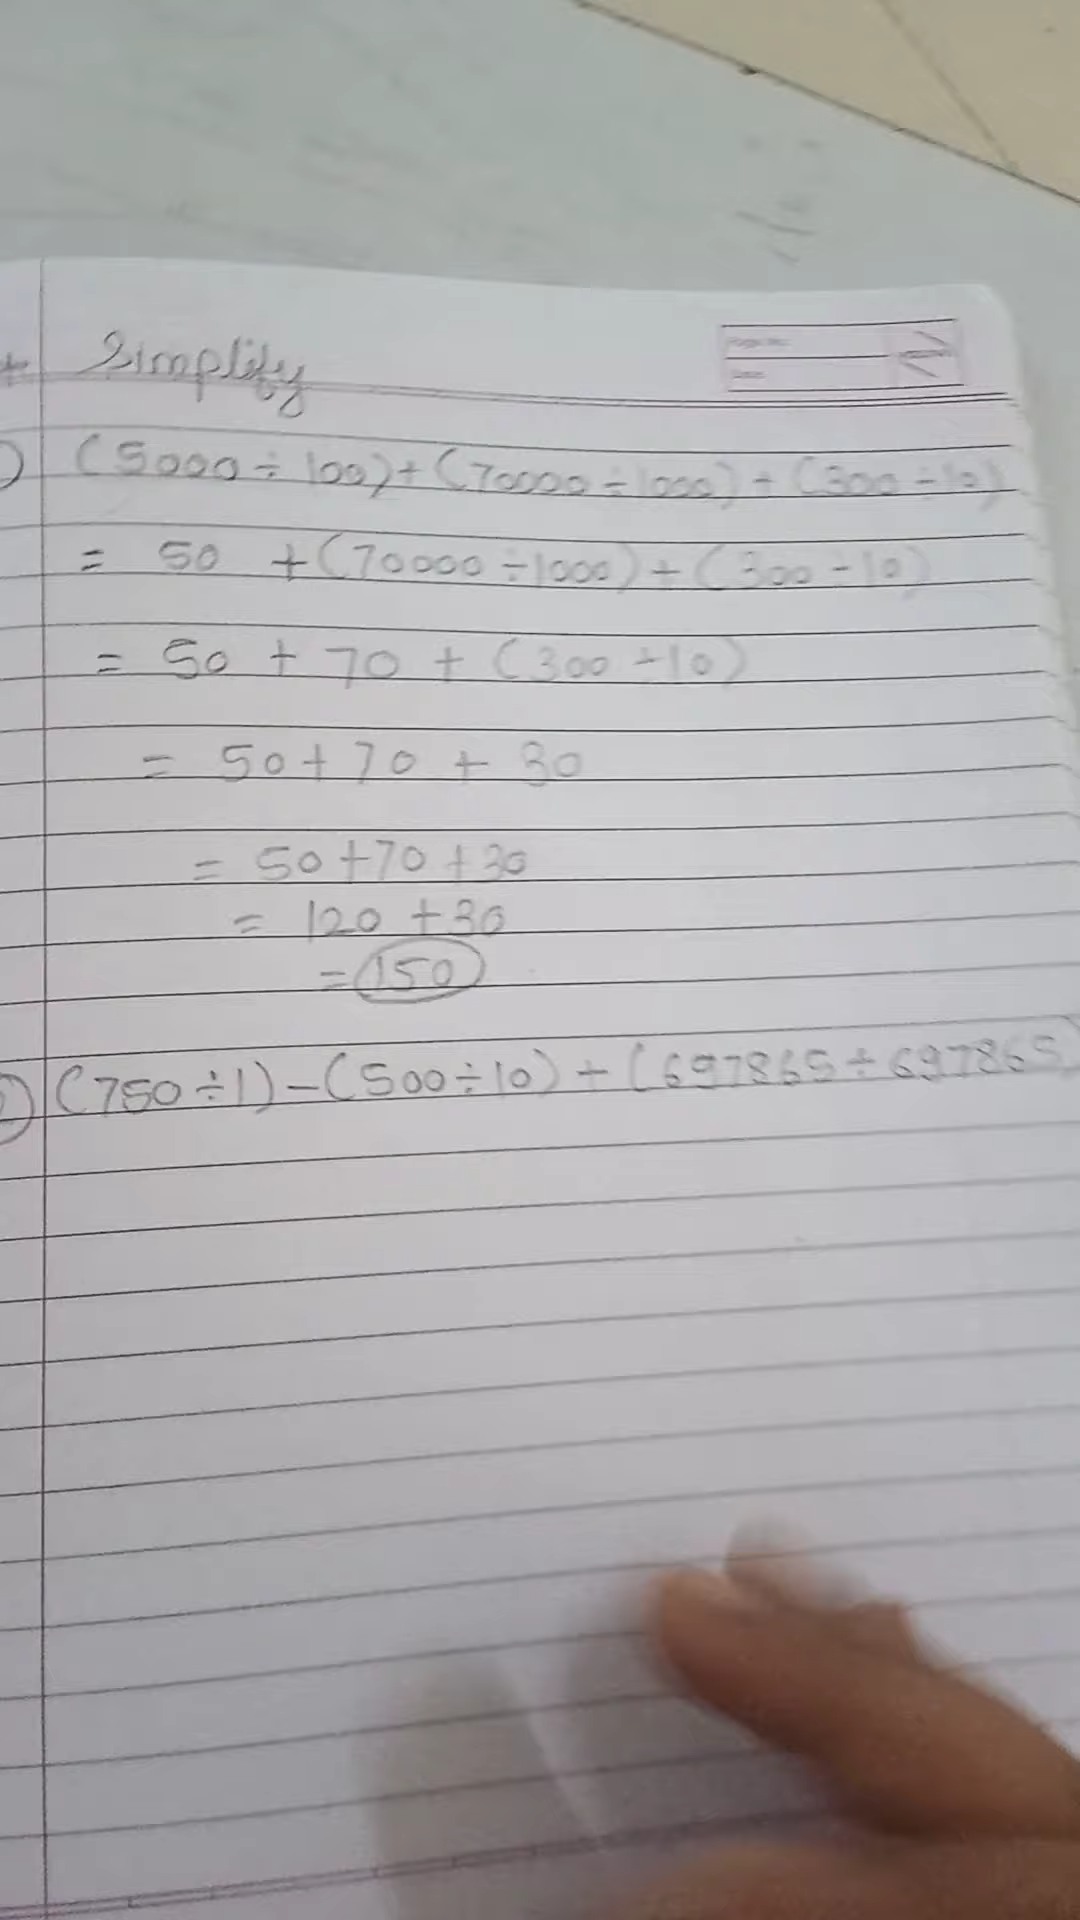 Simplify
(5000 ÷ 100) + (70000 ÷ 1000) + (300 ÷ 10)
= 50 + (70000 ÷ 1000) + (300 ÷ 10)
= 50 + 70 + (300 ÷ 10)
= 50 + 70 + 30
= 50 + 70 + 30
= 120 + 30
= 150
(750 ÷ 1) - (500 ÷ 10) + (697865 ÷ 697865)